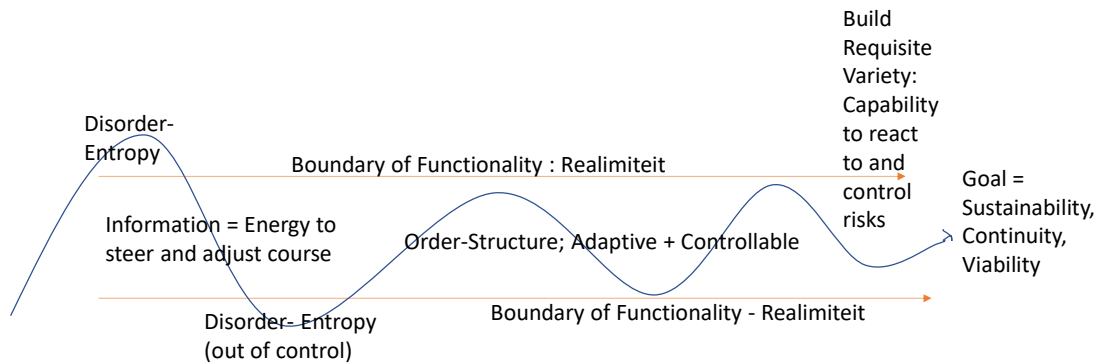 Build
Requisite
Variety:
Capability
to react
to and
control
risks
Disorder-
Entropy
Boundary of Functionality : Realimiteit
Goal =
Sustainability,
Continuity,
Viability
Information = Energy to
steer and adjust course
Order-Structure; Adaptive + Controllable
Disorder- Entropy
(out of control)
Boundary of Functionality - Realimiteit